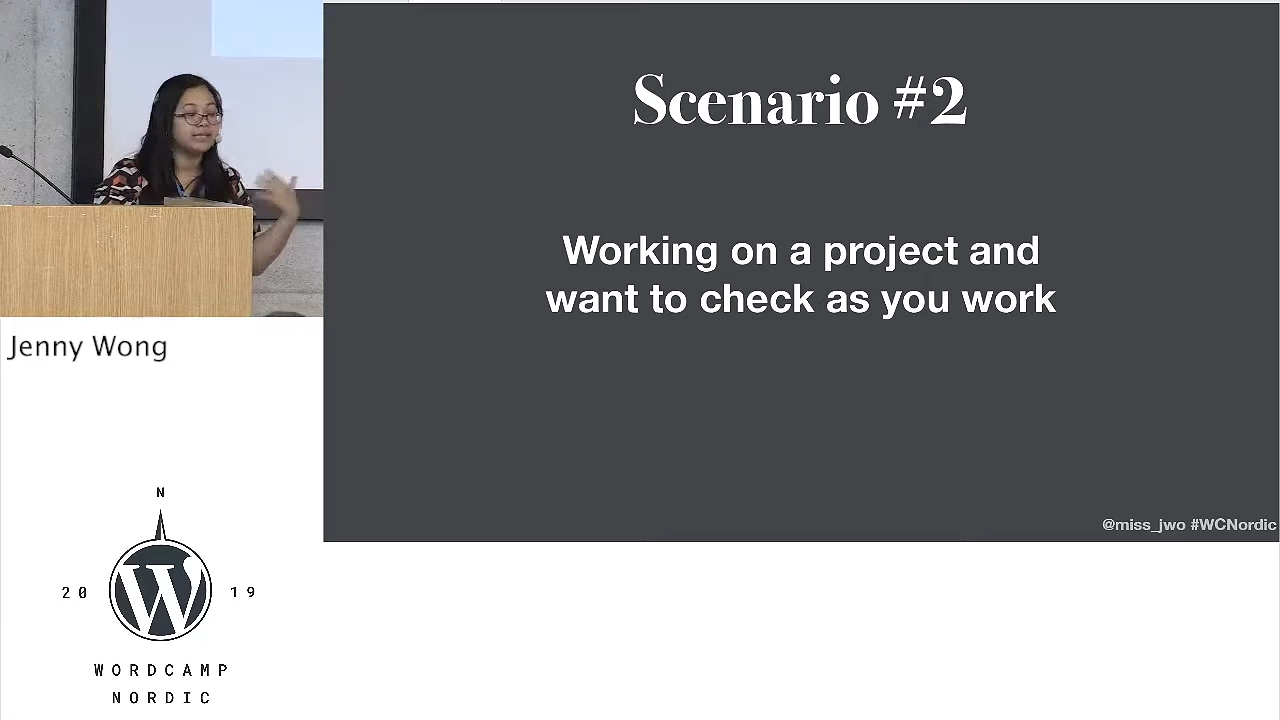 Scenario #2
Working on a project and
want to check as you work
@miss_jwo #WCNordic
Jenny Wong
N
20 19
WORDCAMP
NORDIC